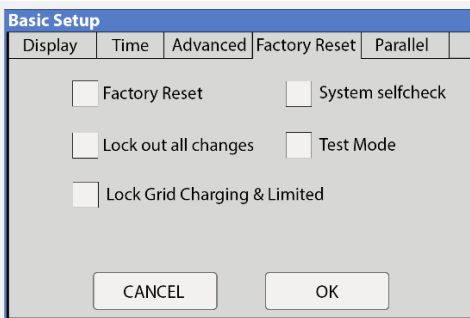 Basic Setup
Display Time Advanced Factory Reset Parallel
Factory Reset System selfcheck
Lock out all changes Test Mode
Lock Grid Charging & Limited
CANCEL OK